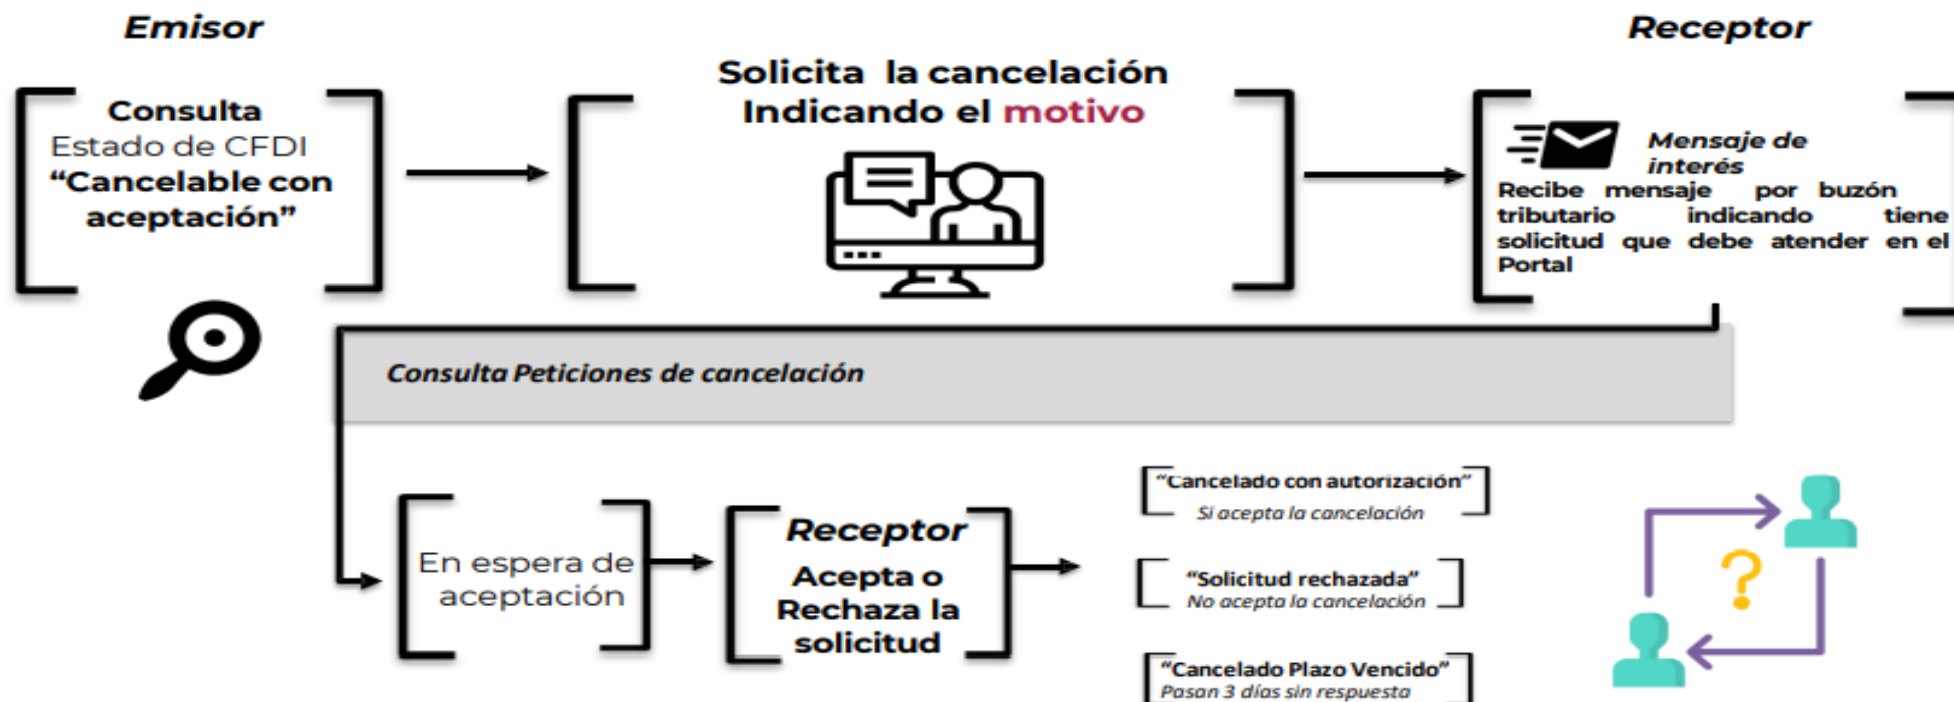 Emisor
Consulta
Estado de CFDI
“Cancelable con
aceptación”
Solicita la cancelación
Indicando el motivo
Receptor
Mensaje de
interés
Recibe mensaje por buzón
tributario indicando tiene
solicitud que debe atender en el
Portal
Consulta Peticiones de cancelación
En espera de
aceptación
Receptor
Acepta o
Rechaza la
solicitud
“Cancelado con autorización”
Si acepta la cancelación
“Solicitud rechazada”
No acepta la cancelación
“Cancelado Plazo Vencido”
Pasan 3 días sin respuesta
?